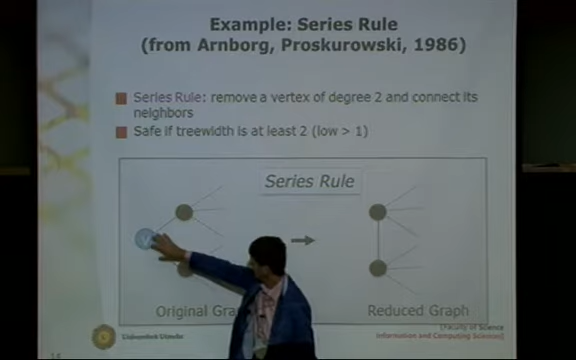 Example: Series Rule
(from Arnborg, Proskurowski, 1986)
Series Rule: remove a vertex of degree 2 and connect its
neighbors
Safe if treewidth is at least 2 (low > 1)
Series Rule
Original Gra
Reduced Graph
[Faculty of Science
Information and Computing Sciences]
Universiteit Utrecht
14